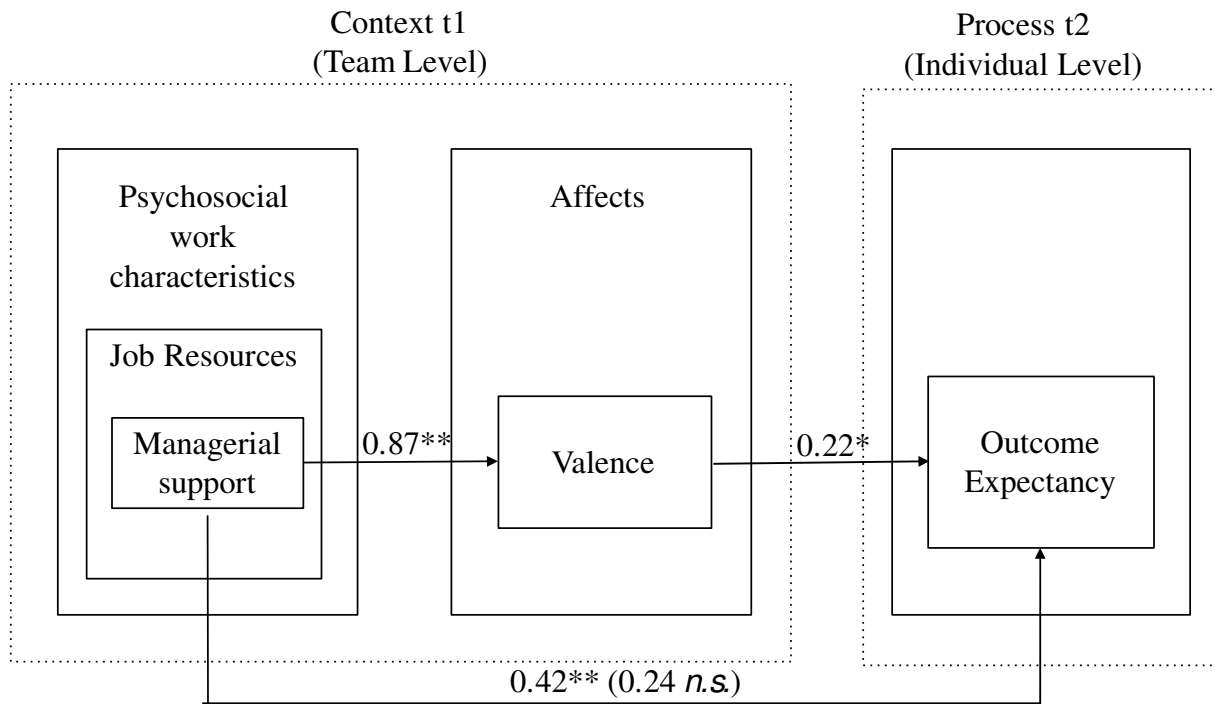 Context t1
(Team Level)
Process t2
(Individual Level)
Psychosocial
work
characteristics
Job Resources
Managerial
support
0.87**
Affects
Valence
0.22*
Outcome
Expectancy
0.42** (0.24 n.s.)